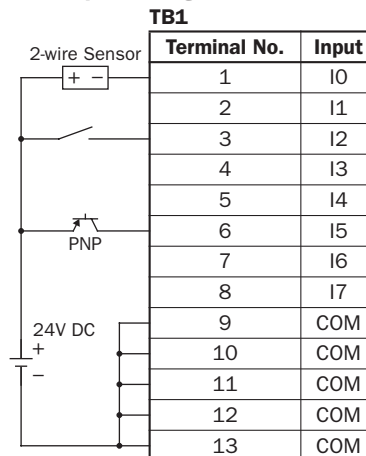 TB1
2-wire Sensor
+ −
PNP
24V DC
+
−
Terminal No. Input
1 I0
2 I1
3 I2
4 I3
5 I4
6 I5
7 I6
8 I7
9 COM
10 COM
11 COM
12 COM
13 COM